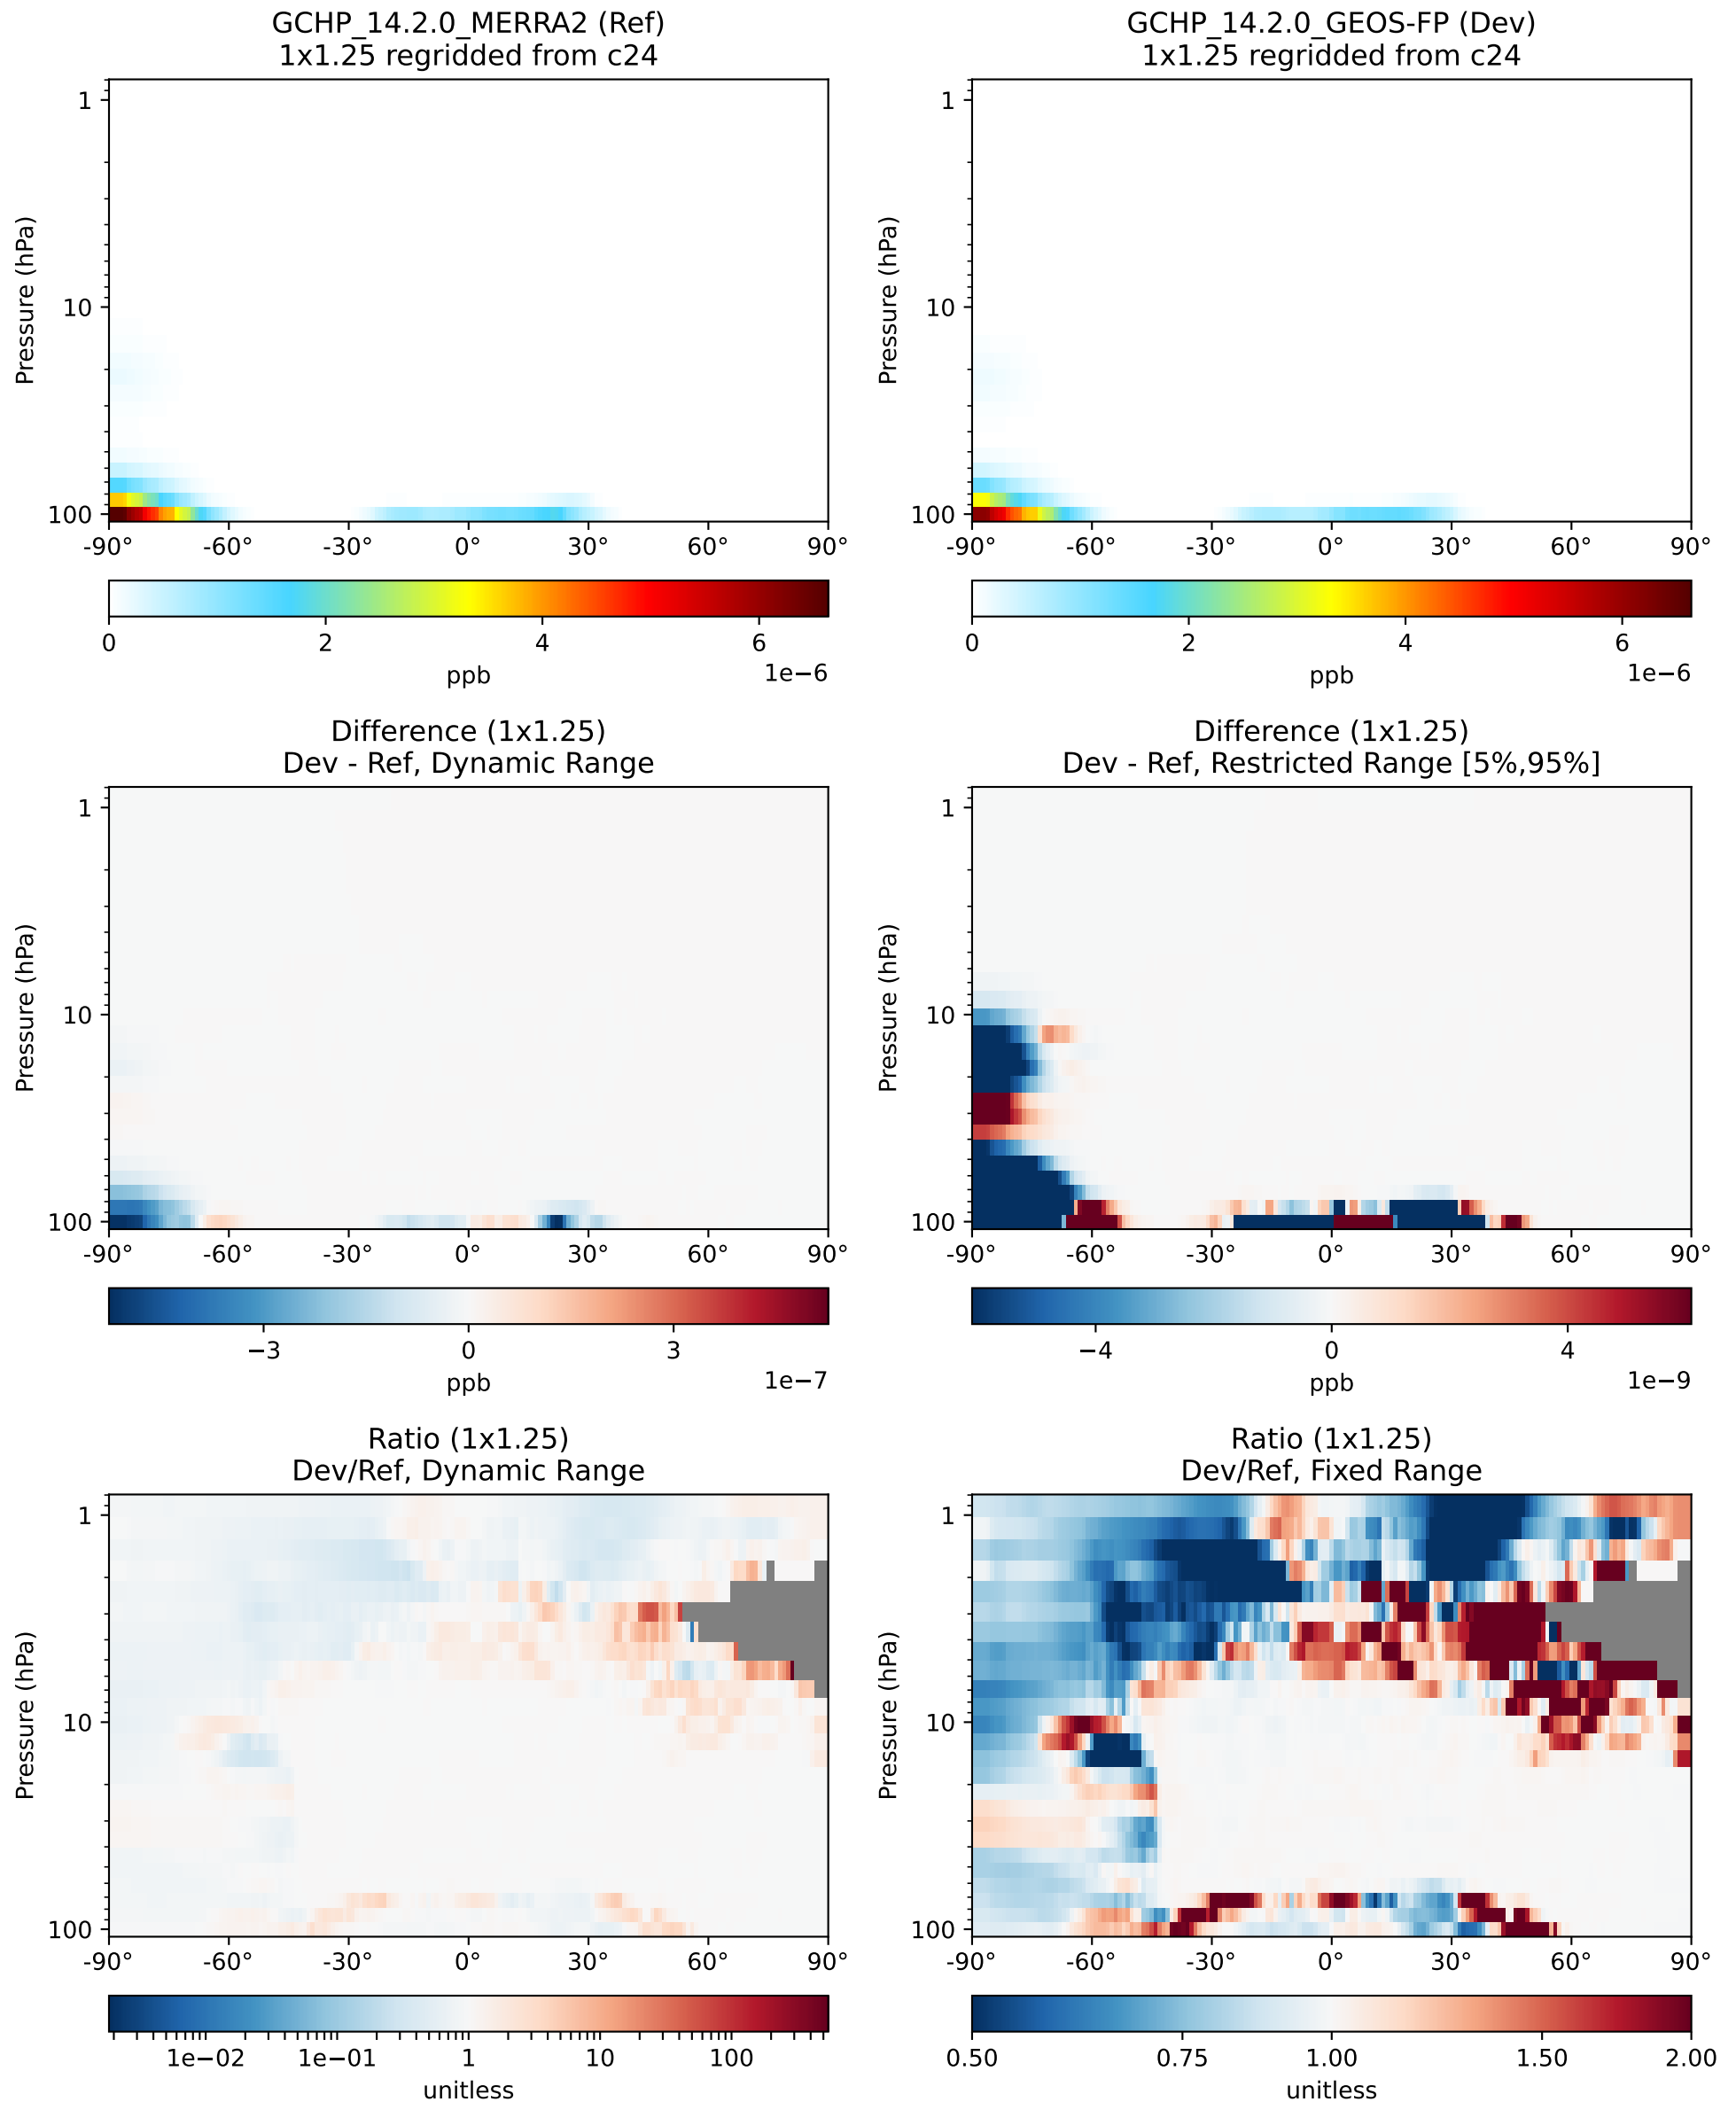 GCHP_14.2.0_MERRA2 (Ref)
1x1.25 regridded from c24
Pressure (hPa)
1
10
100
-90° -60° -30° 0° 30° 60° 90°
0 2 4 6
ppb
1e−6
GCHP_14.2.0_GEOS-FP (Dev)
1x1.25 regridded from c24
Pressure (hPa)
1
10
100
-90° -60° -30° 0° 30° 60° 90°
0 2 4 6
ppb
1e−6
Difference (1x1.25)
Dev - Ref, Dynamic Range
Pressure (hPa)
1
10
100
-90° -60° -30° 0° 30° 60° 90°
−3 0 3
ppb
1e−7
Difference (1x1.25)
Dev - Ref, Restricted Range [5%,95%]
Pressure (hPa)
1
10
100
-90° -60° -30° 0° 30° 60° 90°
−4 0 4
ppb
1e−9
Ratio (1x1.25)
Dev/Ref, Dynamic Range
Pressure (hPa)
1
10
100
-90° -60° -30° 0° 30° 60° 90°
1e−02 1e−01 1 10 100
unitless
Ratio (1x1.25)
Dev/Ref, Fixed Range
Pressure (hPa)
1
10
100
-90° -60° -30° 0° 30° 60° 90°
0.50 0.75 1.00 1.50 2.00
unitless